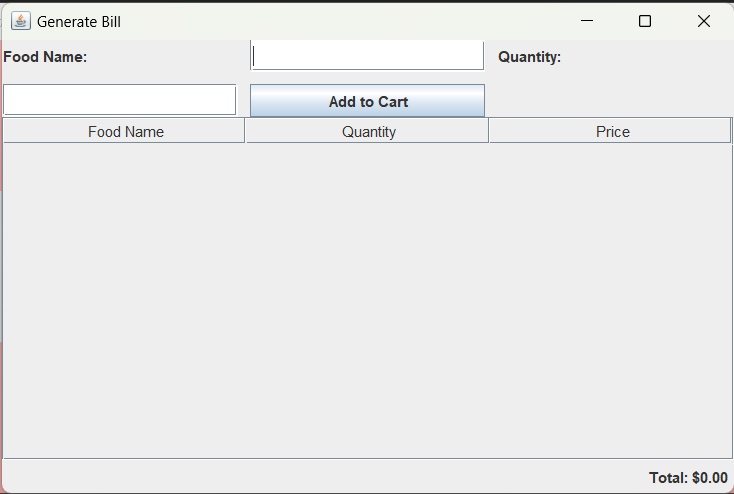 Generate Bill
Food Name: Quantity:
Add to Cart
Food Name Quantity Price
Total: $0.00